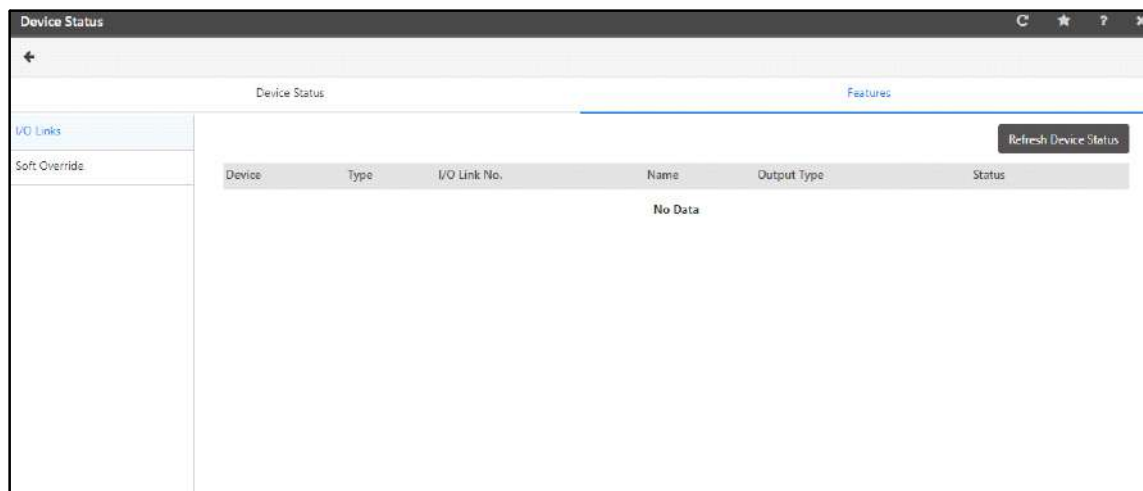 Device Status
?
Device Status
Features
I/O Links
Refresh Device Status
Soft Override
Device Type I/O Link No. Name Output Type Status
No Data